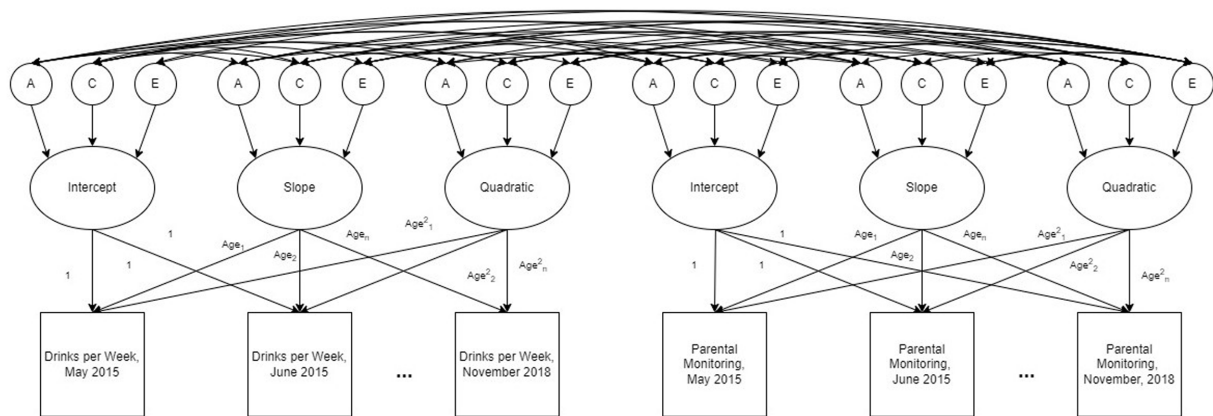 A C E A C E A C E A C E A C E A C E
Intercept Slope Quadratic Intercept Slope Quadratic
1 Age₁ Ageₙ Age²₁ 1 Age₁ Ageₙ Age²₁
1 1 Age₂ Age²₂ Age²ₙ 1 1 Age₂ Age²₂ Age²ₙ
Drinks per Week,
May 2015
Drinks per Week,
June 2015
...
Drinks per Week,
November 2018
Parental
Monitoring,
May 2015
Parental
Monitoring,
June 2015
...
Parental
Monitoring,
November, 2018